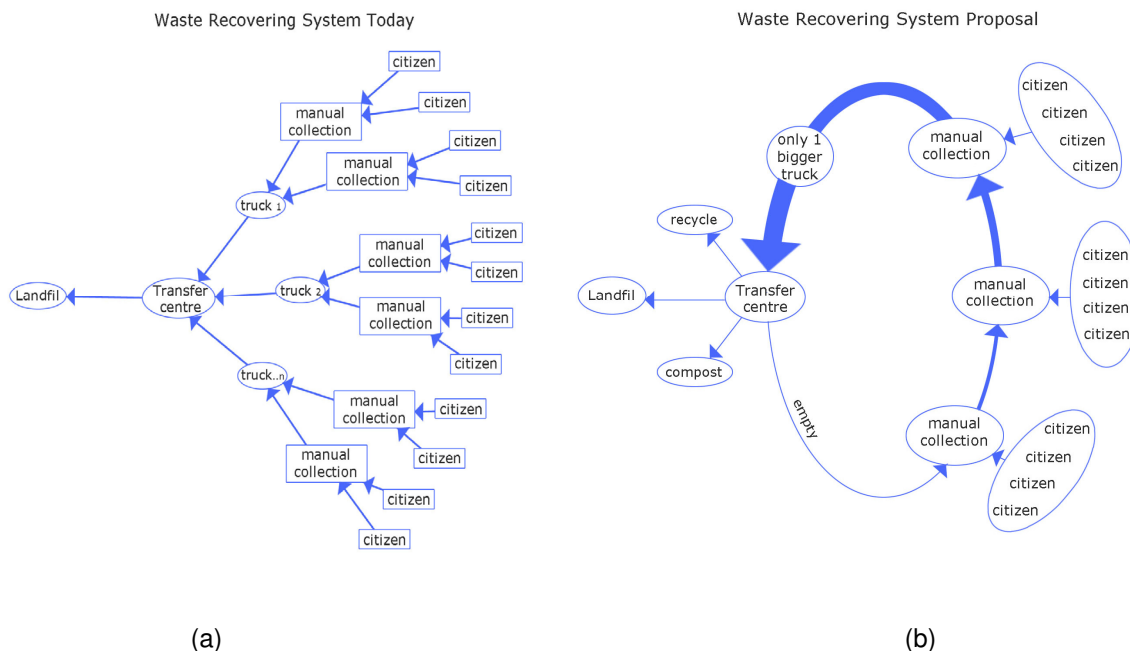 Waste Recovering System Today
citizen
citizen
manual
collection
citizen
manual
collection
citizen
truck 1
citizen
manual
collection
citizen
Landfil
Transfer
centre
truck 2
manual
collection
citizen
citizen
truck..n
manual
collection
citizen
citizen
manual
collection
citizen
citizen
(a)
Waste Recovering System Proposal
only 1
bigger
truck
manual
collection
citizen
citizen
citizen
citizen
recycle
Landfil
Transfer
centre
compost
empty
manual
collection
citizen
citizen
citizen
citizen
manual
collection
citizen
citizen
citizen
citizen
(b)